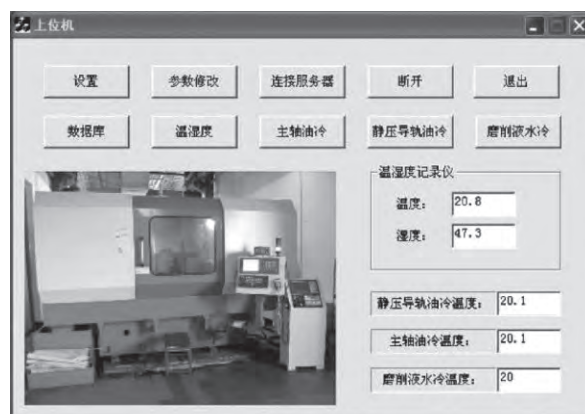 上位机
设置 参数修改 连接服务器 断开 退出
数据库 温湿度 主轴油冷 静压导轨油冷 磨削液水冷
温湿度记录仪
温度： 20.8
湿度： 47.3
静压导轨油冷温度： 20.1
主轴油冷温度： 20.1
磨削液水冷温度： 20